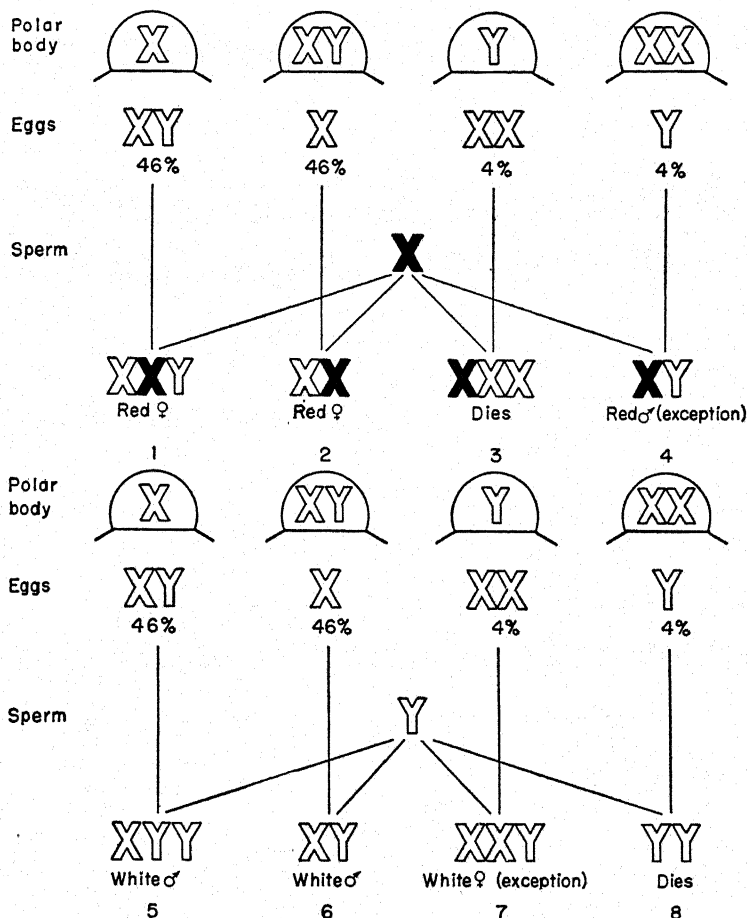 Polar body
X XY Y XX
Eggs XY X XX Y
46% 46% 4% 4%
Sperm X
XXY XX XXX XY
Red ♀ Red ♀ Dies Red♂ (exception)
1 2 3 4
Polar body
X XY Y XX
Eggs XY X XX Y
46% 46% 4% 4%
Sperm Y
XYY XY XXY YY
White♂ White♂ White♀ (exception) Dies
5 6 7 8